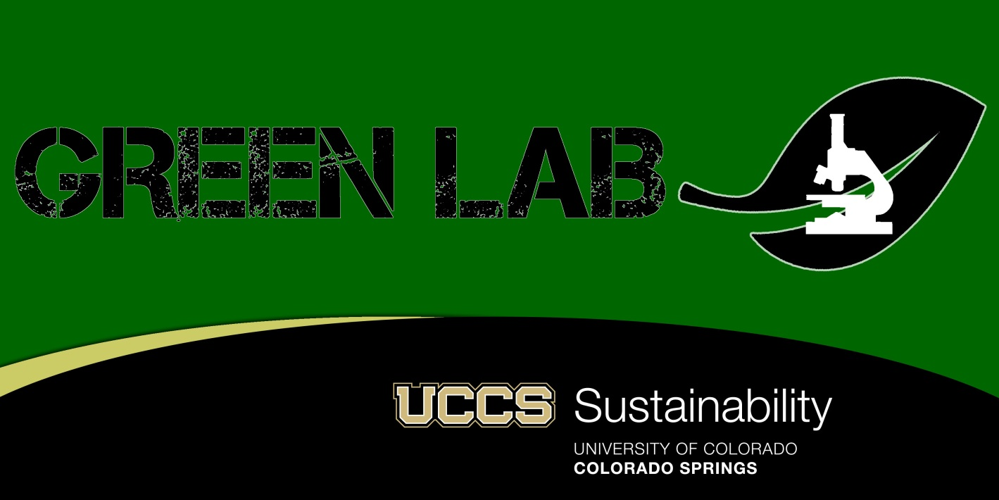 GREEN LAB
UCCS Sustainability
UNIVERSITY OF COLORADO
COLORADO SPRINGS